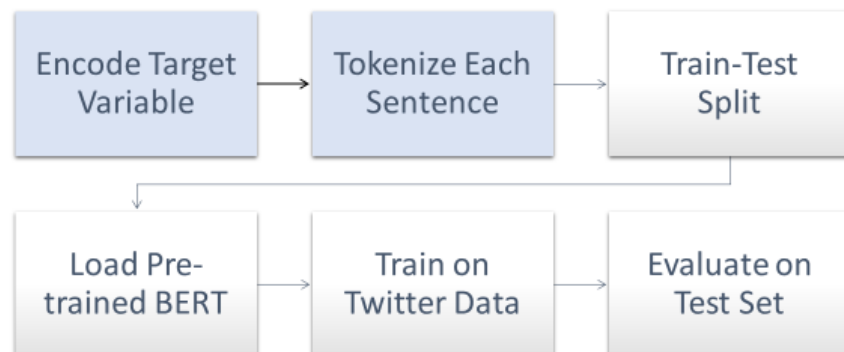 Encode Target
Variable
Tokenize Each
Sentence
Train-Test
Split
Load Pre-
trained BERT
Train on
Twitter Data
Evaluate on
Test Set